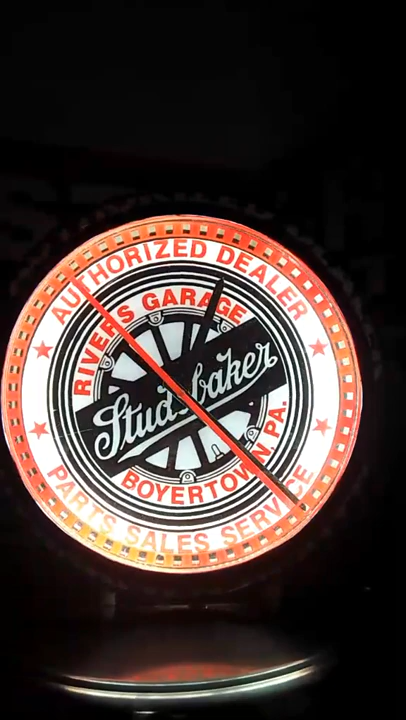 AUTHORIZED DEALER
RIVERS GARAGE
Studebaker
BOYERTOWN, PA.
PARTS SALES SERVICE